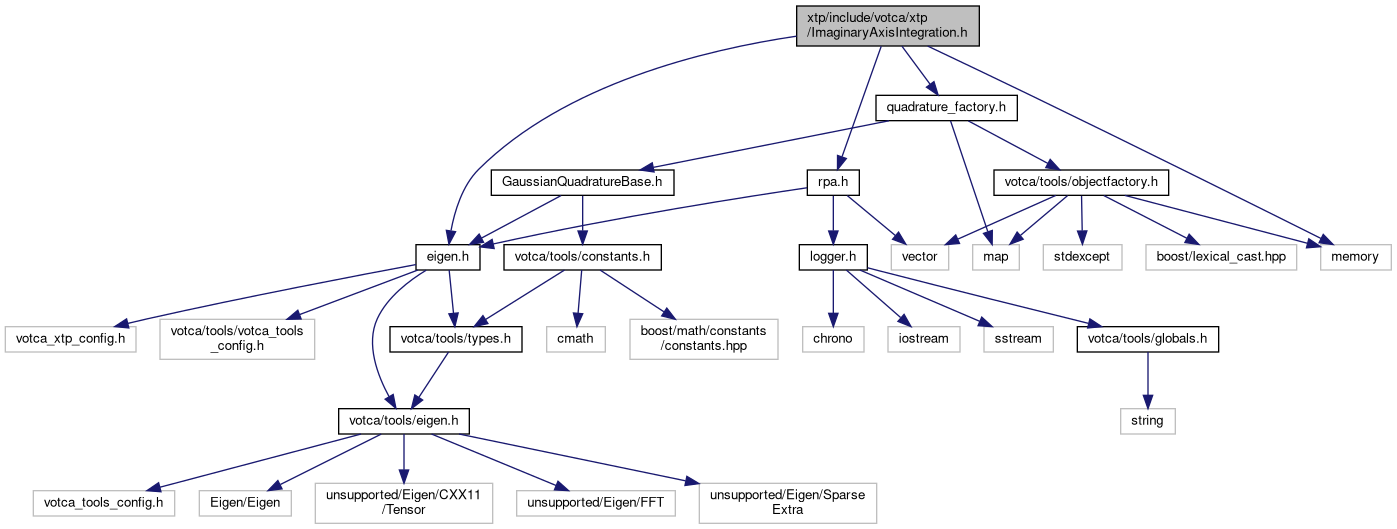 xtp/include/votca/xtp
/ImaginaryAxisIntegration.h
quadrature_factory.h
GaussianQuadratureBase.h
rpa.h
votca/tools/objectfactory.h
eigen.h
votca/tools/constants.h
logger.h
vector
map
stdexcept
boost/lexical_cast.hpp
memory
votca_xtp_config.h
votca/tools/votca_tools
_config.h
votca/tools/types.h
cmath
boost/math/constants
/constants.hpp
chrono
iostream
sstream
votca/tools/globals.h
votca/tools/eigen.h
string
votca_tools_config.h
Eigen/Eigen
unsupported/Eigen/CXX11
/Tensor
unsupported/Eigen/FFT
unsupported/Eigen/Sparse
Extra